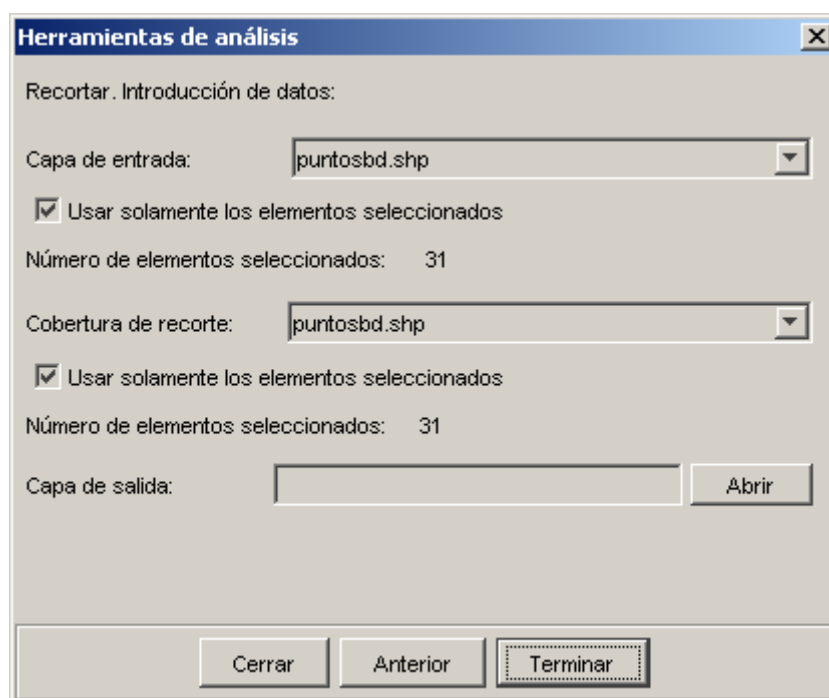 Herramientas de análisis
Recortar. Introducción de datos:
Capa de entrada: puntosbd.shp
Usar solamente los elementos seleccionados
Número de elementos seleccionados: 31
Cobertura de recorte: puntosbd.shp
Usar solamente los elementos seleccionados
Número de elementos seleccionados: 31
Capa de salida: Abrir
Cerrar Anterior Terminar